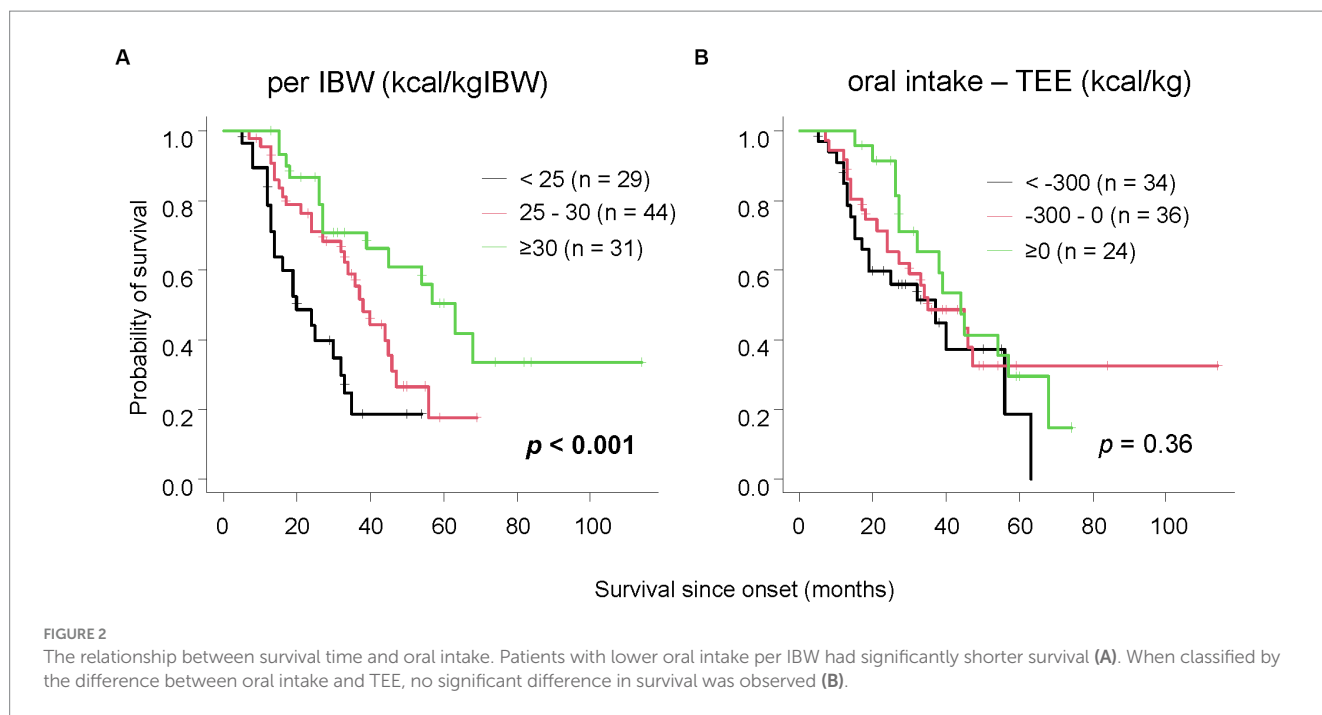 A
per IBW (kcal/kgIBW)
Probability of survival
1.0
0.8
0.6
0.4
0.2
0.0
< 25 (n = 29)
25 - 30 (n = 44)
≥30 (n = 31)
p < 0.001
0 20 40 60 80 100
B
oral intake – TEE (kcal/kg)
1.0
0.8
0.6
0.4
0.2
0.0
< -300 (n = 34)
-300 - 0 (n = 36)
≥0 (n = 24)
p = 0.36
0 20 40 60 80 100
Survival since onset (months)
FIGURE 2
The relationship between survival time and oral intake. Patients with lower oral intake per IBW had significantly shorter survival (A). When classified by
the difference between oral intake and TEE, no significant difference in survival was observed (B).